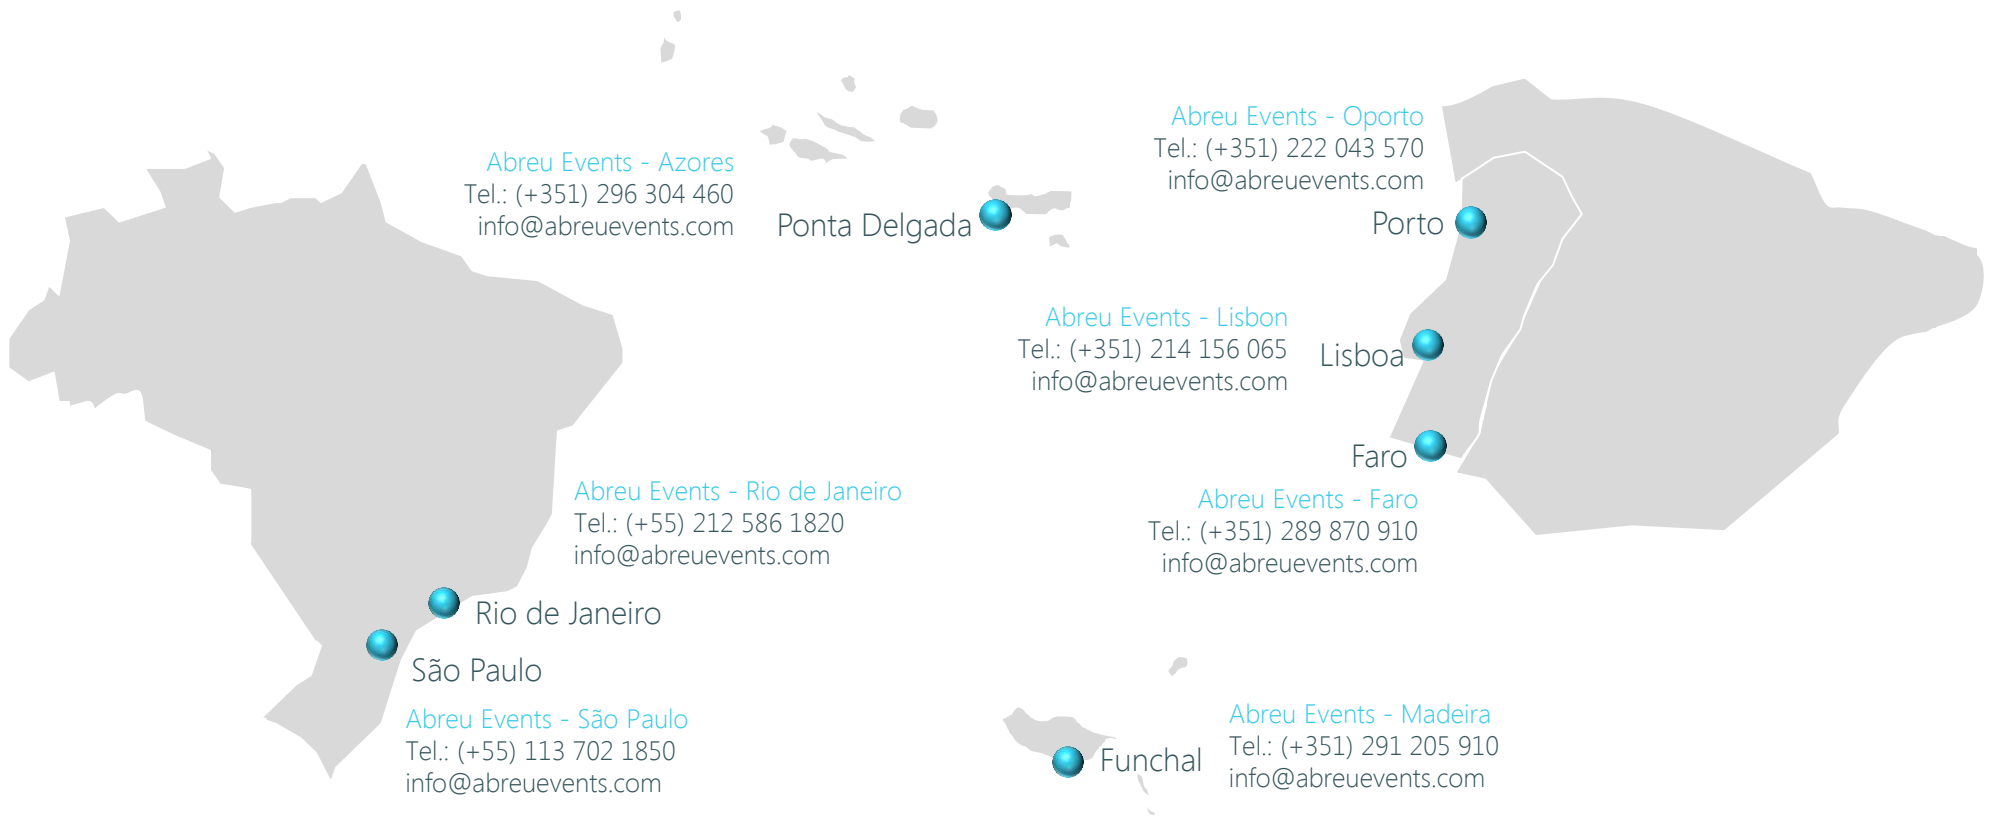 Abreu Events - Azores
Tel.: (+351) 296 304 460
info@abreuevents.com
Ponta Delgada
Abreu Events - Oporto
Tel.: (+351) 222 043 570
info@abreuevents.com
Porto
Abreu Events - Lisbon
Tel.: (+351) 214 156 065
info@abreuevents.com
Lisboa
Faro
Abreu Events - Faro
Tel.: (+351) 289 870 910
info@abreuevents.com
Abreu Events - Rio de Janeiro
Tel.: (+55) 212 586 1820
info@abreuevents.com
Rio de Janeiro
São Paulo
Abreu Events - São Paulo
Tel.: (+55) 113 702 1850
info@abreuevents.com
Funchal
Abreu Events - Madeira
Tel.: (+351) 291 205 910
info@abreuevents.com